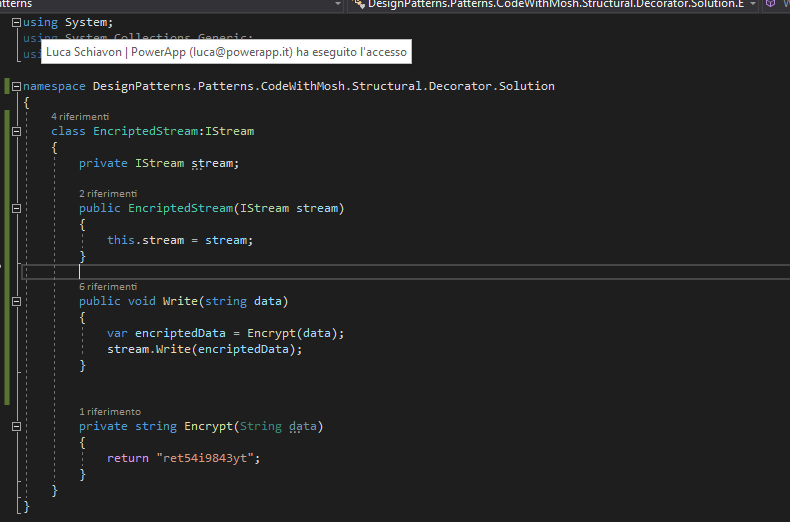 atterns
DesignPatterns.Patterns.CodeWithMosh.Structural.Decorator.Solution.E
using System;
using System.Collections.Generic;
usi
Luca Schiavon | PowerApp (luca@powerapp.it) ha eseguito l'accesso
namespace DesignPatterns.Patterns.CodeWithMosh.Structural.Decorator.Solution
{
4 riferimenti
class EncriptedStream:IStream
{
private IStream stream;
2 riferimenti
public EncriptedStream(IStream stream)
{
this.stream = stream;
}
6 riferimenti
public void Write(string data)
{
var encriptedData = Encrypt(data);
stream.Write(encriptedData);
}
1 riferimento
private string Encrypt(String data)
{
return "ret54i9843yt";
}
}
}